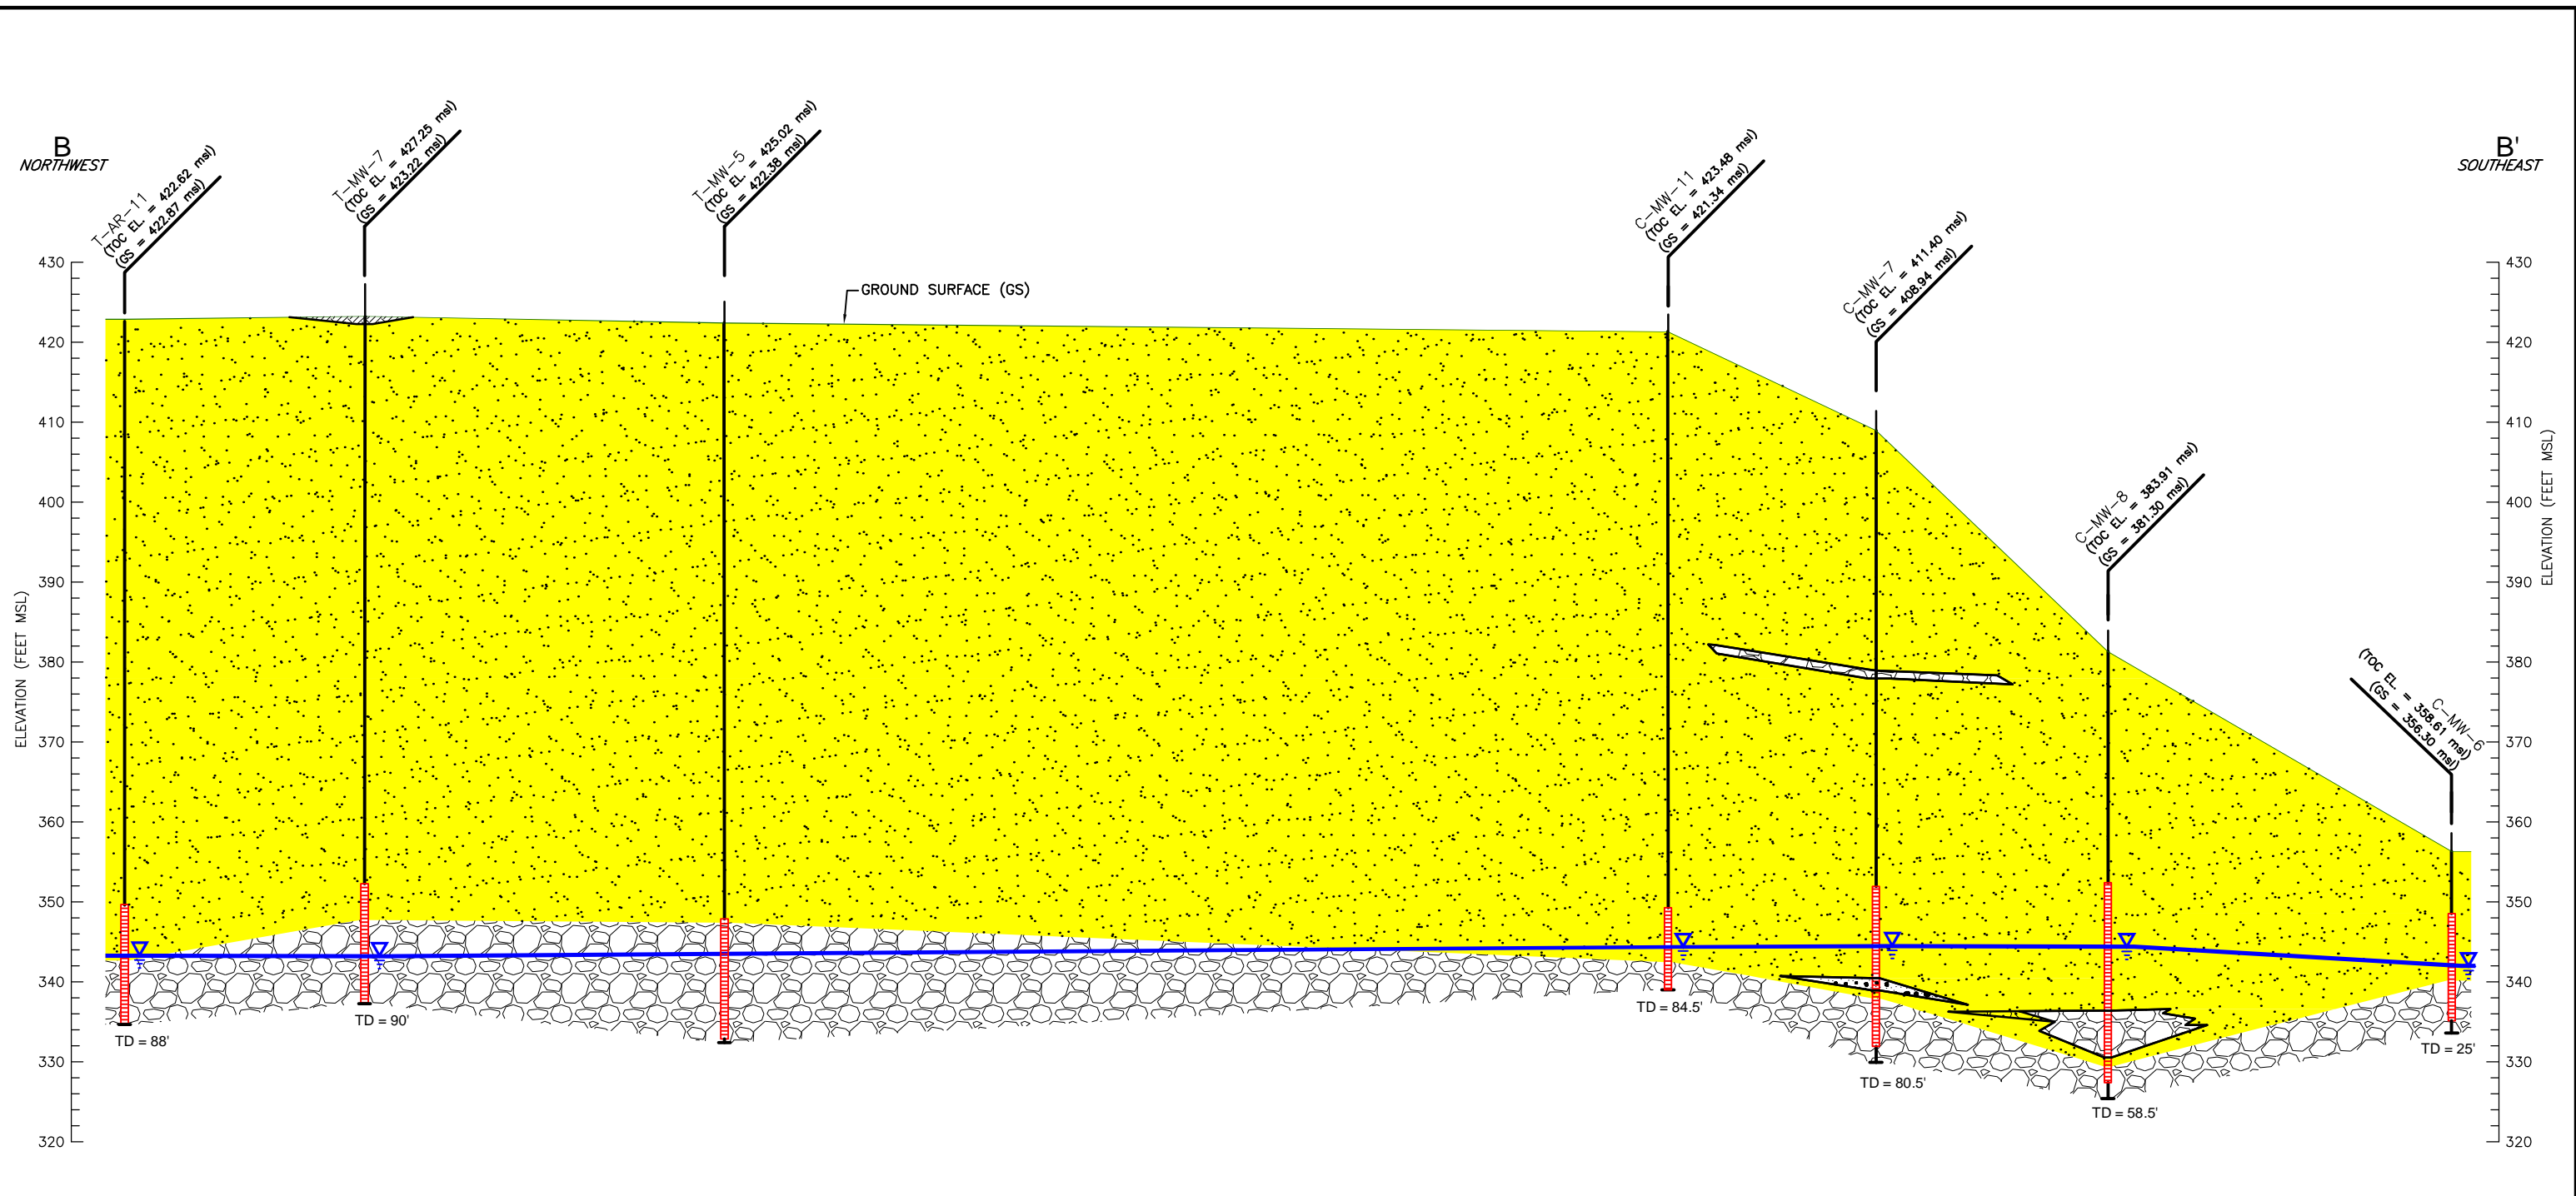 B
NORTHWEST
T-AR-11
(TOC EL. = 422.62 msl)
(GS = 422.87 msl)
T-MW-7
(TOC EL. = 427.25 msl)
(GS = 423.22 msl)
T-MW-5
(TOC EL. = 425.02 msl)
(GS = 422.38 msl)
C-MW-11
(TOC EL. = 423.48 msl)
(GS = 421.34 msl)
C-MW-7
(TOC EL. = 411.40 msl)
(GS = 408.94 msl)
C-MW-8
(TOC EL. = 383.91 msl)
(GS = 381.30 msl)
C-MW-6
(TOC EL. = 358.61 msl)
(GS = 356.30 msl)
B'
SOUTHEAST
GROUND SURFACE (GS)
ELEVATION (FEET MSL)
430
420
410
400
390
380
370
360
350
340
330
320
TD = 88'
TD = 90'
TD = 84.5'
TD = 80.5'
TD = 58.5'
TD = 25'
430
420
410
400
390
380
370
360
350
340
330
320
ELEVATION (FEET MSL)